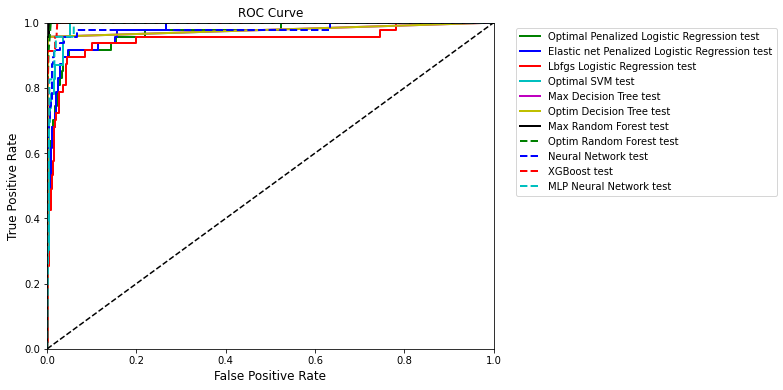 ROC Curve
True Positive Rate
1.0
0.8
0.6
0.4
0.2
0.0
0.0 0.2 0.4 0.6 0.8 1.0
False Positive Rate
Optimal Penalized Logistic Regression test
Elastic net Penalized Logistic Regression test
Lbfgs Logistic Regression test
Optimal SVM test
Max Decision Tree test
Optim Decision Tree test
Max Random Forest test
Optim Random Forest test
Neural Network test
XGBoost test
MLP Neural Network test